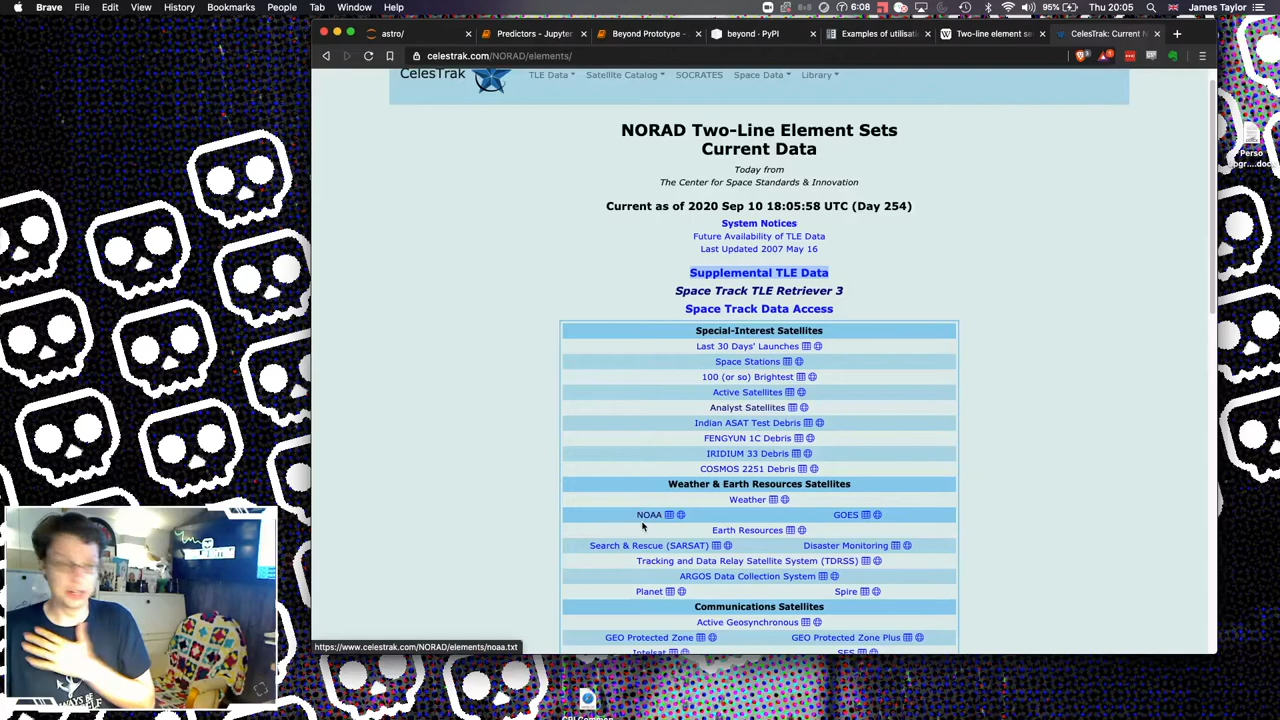 Brave File Edit View History Bookmarks People Tab Window Help 6:08 95% Thu 20:05 James Taylor
astro/ Predictors - Jupyter Beyond Prototype - beyond · PyPI Examples of utilisati Two-line element se CelesTrak: Current N
celestrak.com/NORAD/elements/
CelesTrak TLE Data Satellite Catalog SOCRATES Space Data Library
NORAD Two-Line Element Sets
Current Data
Today from
The Center for Space Standards & Innovation
Current as of 2020 Sep 10 18:05:58 UTC (Day 254)
System Notices
Future Availability of TLE Data
Last Updated 2007 May 16
Supplemental TLE Data
Space Track TLE Retriever 3
Space Track Data Access
Special-Interest Satellites
Last 30 Days' Launches
Space Stations
100 (or so) Brightest
Active Satellites
Analyst Satellites
Indian ASAT Test Debris
FENGYUN 1C Debris
IRIDIUM 33 Debris
COSMOS 2251 Debris
Weather & Earth Resources Satellites
Weather
NOAA GOES
Earth Resources
Search & Rescue (SARSAT) Disaster Monitoring
Tracking and Data Relay Satellite System (TDRSS)
ARGOS Data Collection System
Planet Spire
Communications Satellites
Active Geosynchronous
GEO Protected Zone GEO Protected Zone Plus
Intelsat SES
https://www.celestrak.com/NORAD/elements/noaa.txt
Perso